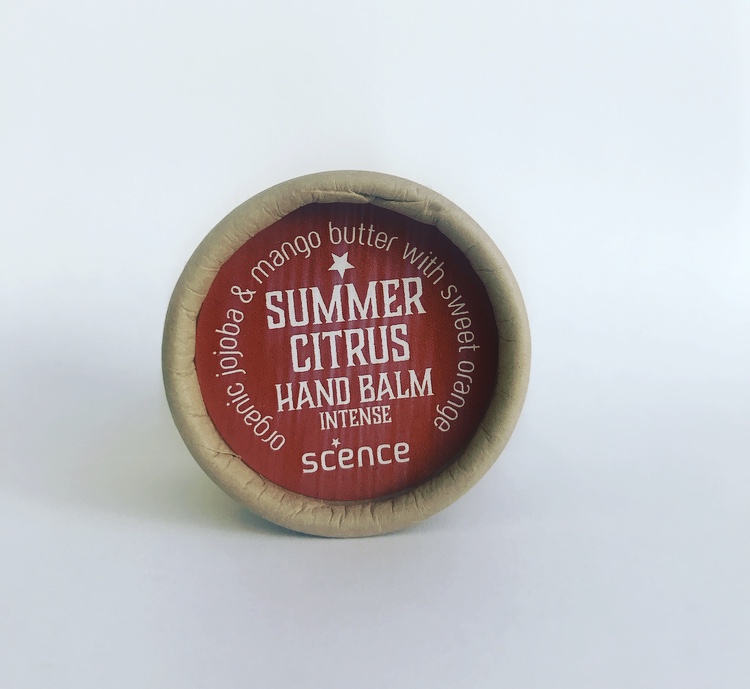 organic jojoba & mango butter with sweet orange
SUMMER
CITRUS
HAND BALM
INTENSE
scence